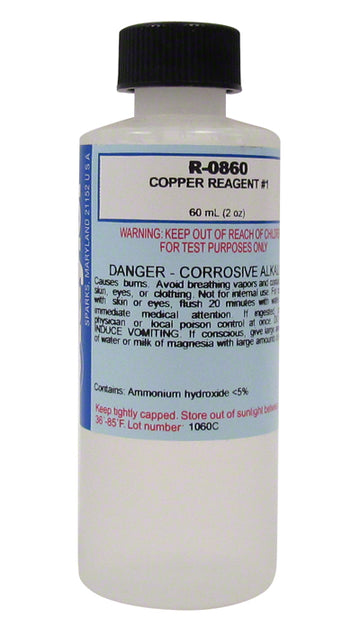 R-0860
COPPER REAGENT #1
60 mL (2 oz)
WARNING: KEEP OUT OF REACH OF
FOR TEST PURPOSES ONLY
DANGER - CORROSIVE
Causes burns. Avoid breathing vapors and
skin, eyes, or clothing. Not for internal use.
with skin or eyes, flush 20 minutes with
immediate medical attention. If ingested,
physician or local poison control at once.
INDUCE VOMITING. If conscious, give large
of water or milk of magnesia with large
Contains: Ammonium hydroxide <5%
Keep tightly capped. Store out of sunlight
36°-85°F. Lot number 1060C
SPARKS, MARYLAND 21152 U S A